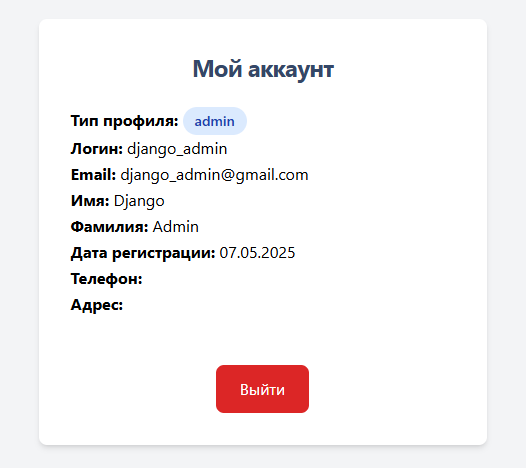 Мой аккаунт
Тип профиля: admin
Логин: django_admin
Email: django_admin@gmail.com
Имя: Django
Фамилия: Admin
Дата регистрации: 07.05.2025
Телефон:
Адрес:
Выйти